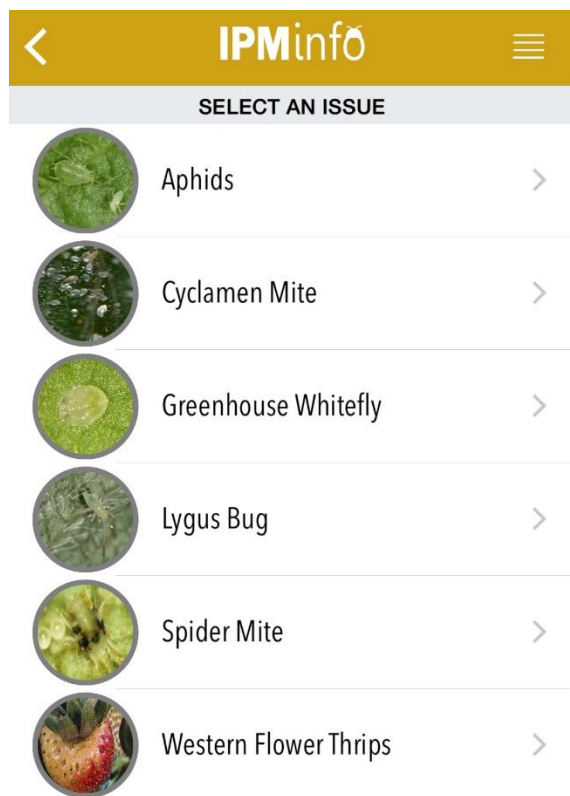 IPMinfo
SELECT AN ISSUE
Aphids
Cyclamen Mite
Greenhouse Whitefly
Lygus Bug
Spider Mite
Western Flower Thrips